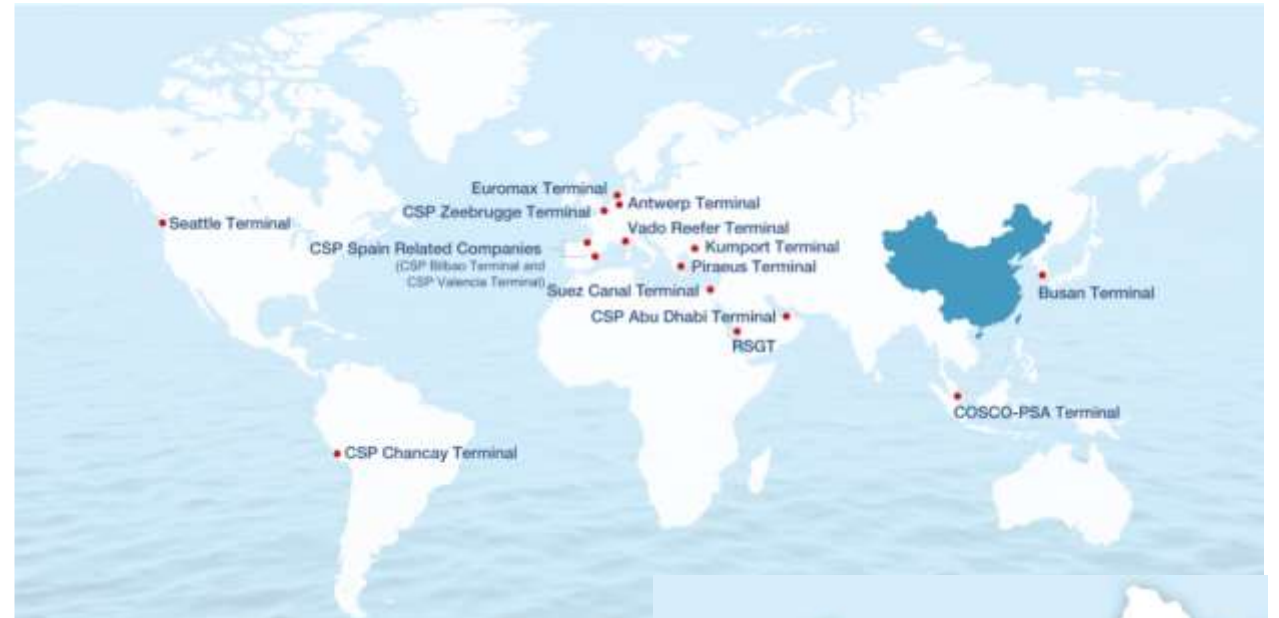 Euromax Terminal
Antwerp Terminal
CSP Zeebrugge Terminal
Seattle Terminal
Vado Reefer Terminal
CSP Spain Related Companies
(CSP Bilbao Terminal and
CSP Valencia Terminal)
Kumport Terminal
Piraeus Terminal
Suez Canal Terminal
Busan Terminal
CSP Abu Dhabi Terminal
RSGT
COSCO-PSA Terminal
CSP Chancay Terminal